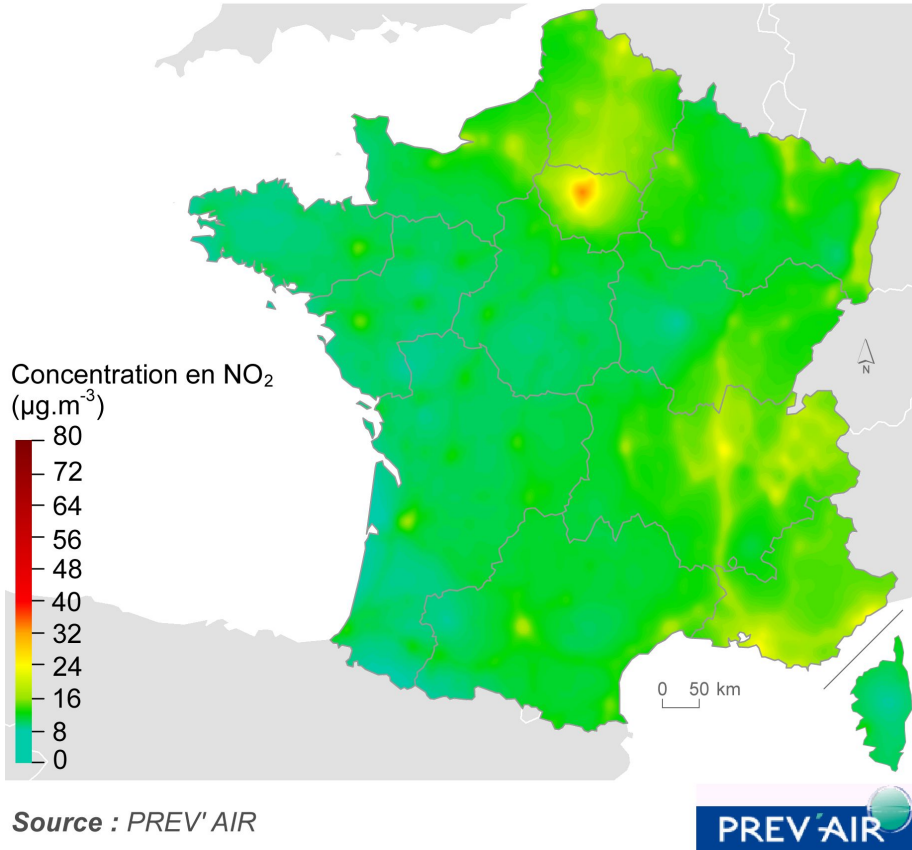 Concentration en NO₂
(µg.m⁻³)
80
72
64
56
48
40
32
24
16
8
0
N
0 50 km
Source : PREV' AIR
PREV'AIR